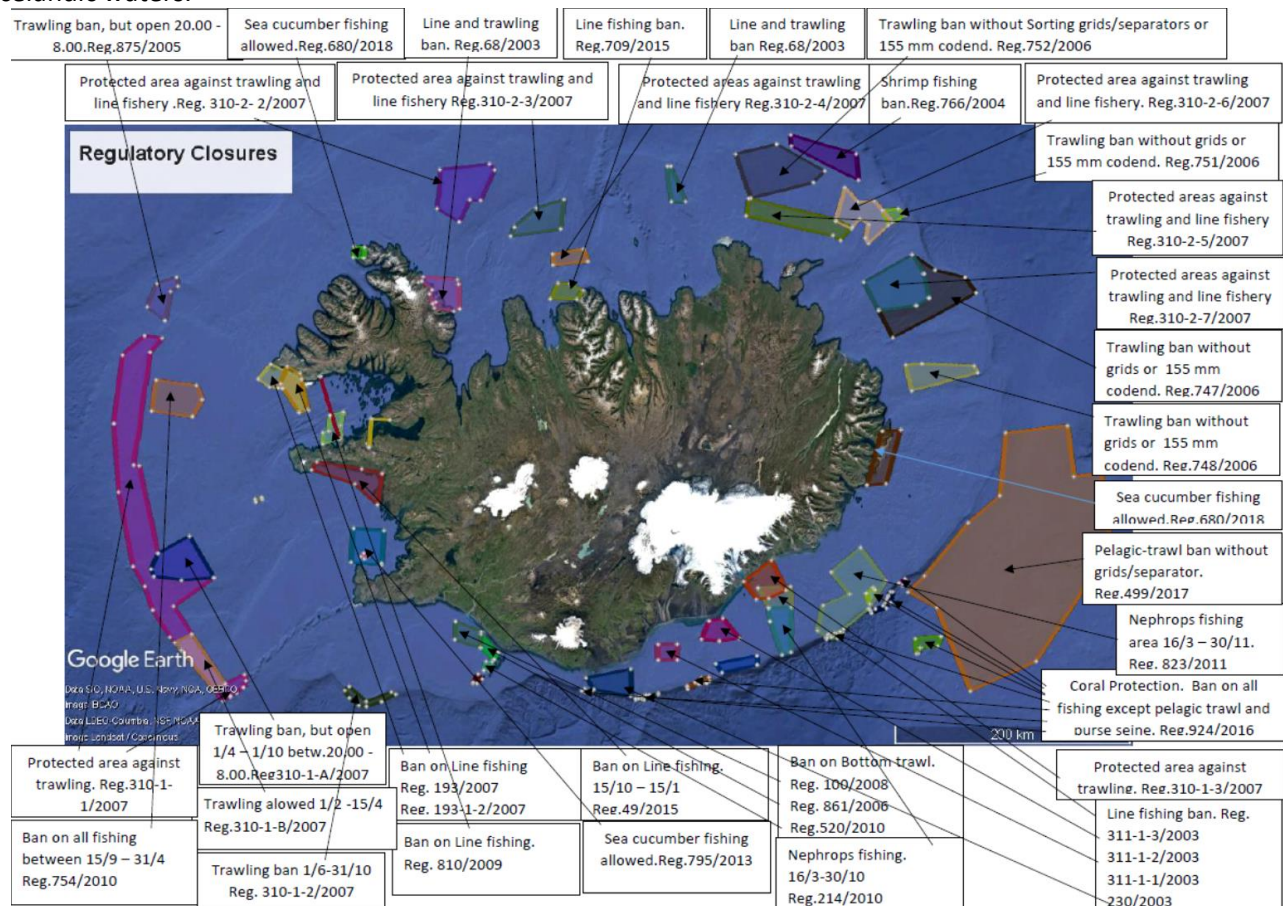 Trawling ban, but open 20.00 -
8.00.Reg.875/2005
Sea cucumber fishing
allowed.Reg.680/2018
Line and trawling
ban. Reg.68/2003
Line fishing ban.
Reg.709/2015
Line and trawling
ban Reg.68/2003
Trawling ban without Sorting grids/separators or
155 mm codend. Reg.752/2006
Protected area against trawling and
line fishery .Reg. 310-2- 2/2007
Protected area against trawling and
line fishery Reg.310-2-3/2007
Protected areas against trawling
and line fishery Reg.310-2-4/2007
Shrimp fishing
ban.Reg.766/2004
Protected area against trawling
and line fishery. Reg.310-2-6/2007
Trawling ban without grids or
155 mm codend. Reg.751/2006
Regulatory Closures
Protected areas against
trawling and line fishery
Reg.310-2-5/2007
Protected areas against
trawling and line fishery
Reg.310-2-7/2007
Trawling ban without
grids or 155 mm
codend. Reg.747/2006
Trawling ban without
grids or 155 mm
codend. Reg.748/2006
Sea cucumber fishing
allowed.Reg.680/2018
Pelagic-trawl ban without
grids/separator.
Reg.499/2017
Nephrops fishing
area 16/3 – 30/11.
Reg. 823/2011
Coral Protection. Ban on all
fishing except pelagic trawl and
purse seine. Reg.924/2016
Google Earth
Data SIO, NOAA, U.S. Navy, NGA, GEBCO
Image IBCAO
Data LDEO-Columbia, NSF, NOAA
Image Landsat / Copernicus
200 km
Protected area against
trawling. Reg.310-1-
1/2007
Trawling ban, but open
1/4 – 1/10 betw.20.00 -
8.00.Reg310-1-A/2007
Ban on Line fishing
Reg. 193/2007
Reg. 193-1-2/2007
Ban on Line fishing.
15/10 – 15/1
Reg.49/2015
Ban on Bottom trawl.
Reg. 100/2008
Reg. 861/2006
Reg.520/2010
Protected area against
trawling. Reg.310-1-3/2007
Trawling alowed 1/2 -15/4
Reg.310-1-B/2007
Ban on all fishing
between 15/9 – 31/4
Reg.754/2010
Trawling ban 1/6-31/10
Reg. 310-1-2/2007
Ban on Line fishing.
Reg. 810/2009
Sea cucumber fishing
allowed.Reg.795/2013
Nephrops fishing.
16/3-30/10
Reg.214/2010
Line fishing ban. Reg.
311-1-3/2003
311-1-2/2003
311-1-1/2003
230/2003